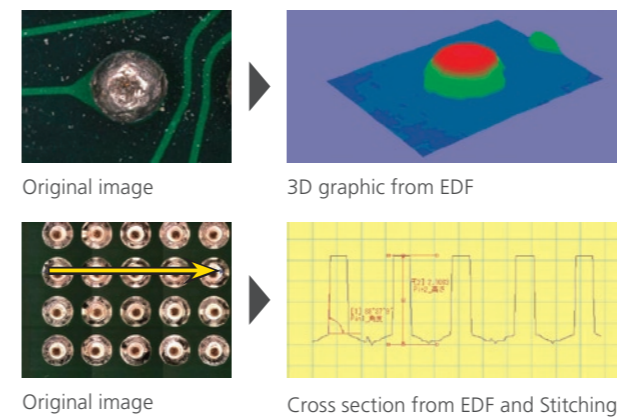 Original image
3D graphic from EDF
Original image
Cross section from EDF and Stitching